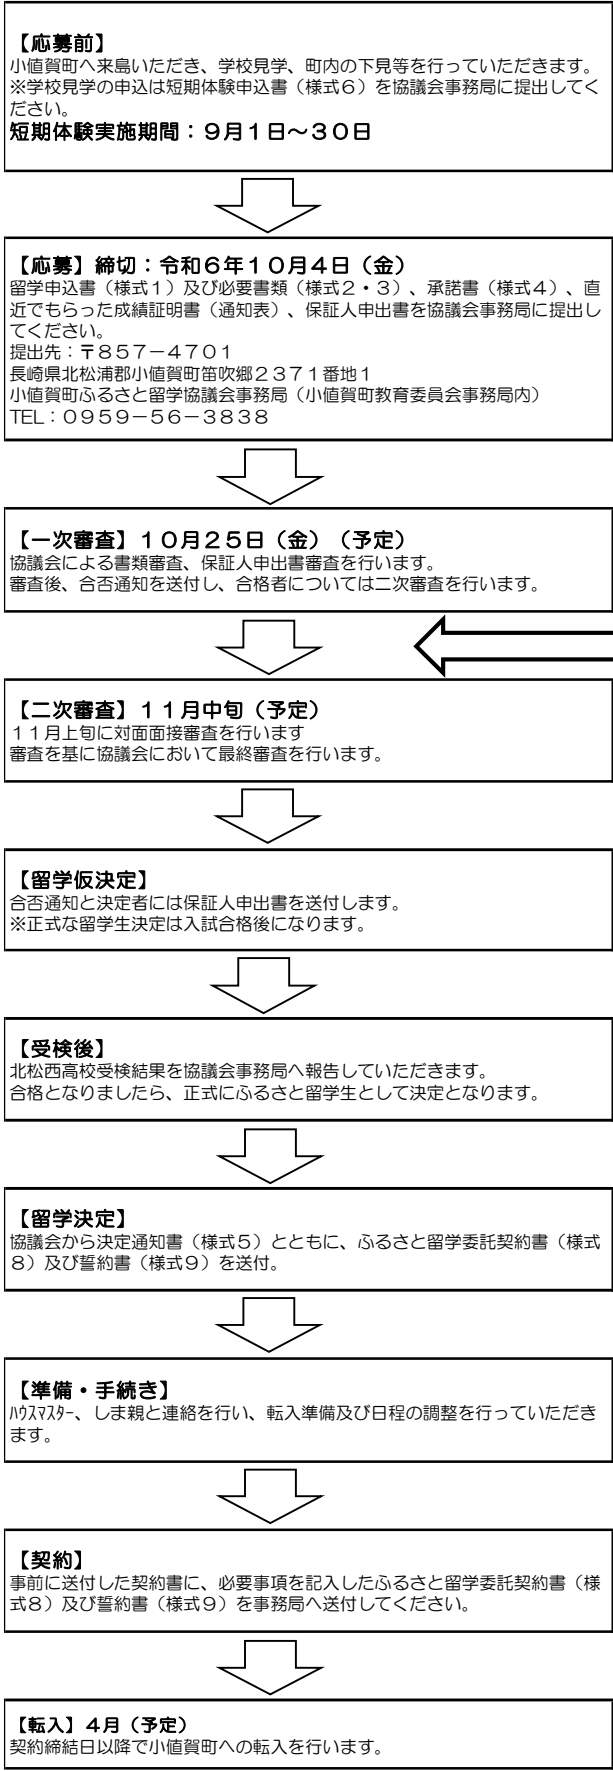 【応募前】
小値賀町へ来島いただき、学校見学、町内の下見等を行っていただきます。
※学校見学の申込は短期体験申込書（様式６）を協議会事務局に提出してく
ださい。
短期体験実施期間：９月１日～３０日
【応募】締切：令和６年１０月４日（金）
留学申込書（様式１）及び必要書類（様式２・３）、承諾書（様式４）、直
近でもらった成績証明書（通知表）、保証人申出書を協議会事務局に提出し
てください。
提出先：〒８５７－４７０１
長崎県北松浦郡小値賀町笛吹郷２３７１番地１
小値賀町ふるさと留学協議会事務局（小値賀町教育委員会事務局内）
TEL：０９５９－５６－３８３８
【一次審査】１０月２５日（金）（予定）
協議会による書類審査、保証人申出書審査を行います。
審査後、合否通知を送付し、合格者については二次審査を行います。
【二次審査】１１月中旬（予定）
１１月上旬に対面面接審査を行います
審査を基に協議会において最終審査を行います。
【留学仮決定】
合否通知と決定者には保証人申出書を送付します。
※正式な留学生決定は入試合格後になります。
【受検後】
北松西高校受検結果を協議会事務局へ報告していただきます。
合格となりましたら、正式にふるさと留学生として決定となります。
【留学決定】
協議会から決定通知書（様式５）とともに、ふるさと留学委託契約書（様式
８）及び誓約書（様式９）を送付。
【準備・手続き】
ﾊｳｽﾏｽﾀｰ、しま親と連絡を行い、転入準備及び日程の調整を行っていただき
ます。
【契約】
事前に送付した契約書に、必要事項を記入したふるさと留学委託契約書（様
式８）及び誓約書（様式９）を事務局へ送付してください。
【転入】４月（予定）
契約締結日以降で小値賀町への転入を行います。